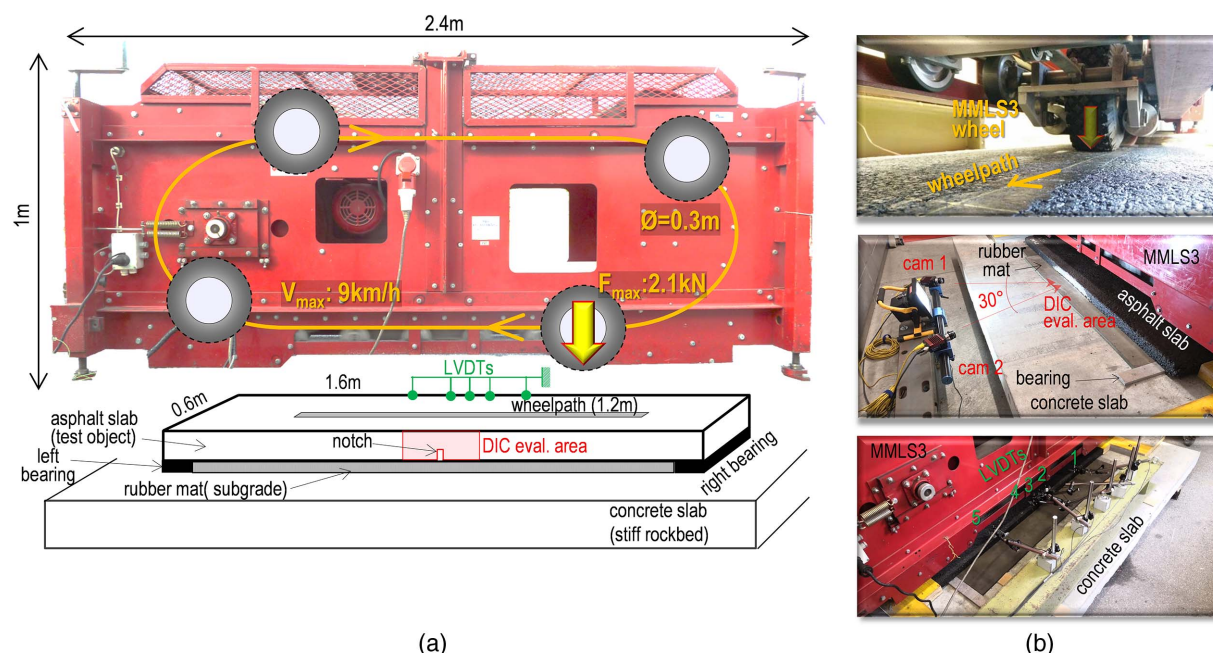 2.4m
1m
Ø=0.3m
Vmax: 9km/h
Fmax:2.1kN
LVDTs
1.6m
0.6m
wheelpath (1.2m)
asphalt slab
(test object)
notch
DIC eval. area
left
bearing
right bearing
rubber mat( subgrade)
concrete slab
(stiff rockbed)
(a)
MMLS3
wheel
wheelpath
rubber
mat
MMLS3
cam 1
30°
DIC
eval. area
asphalt slab
cam 2
bearing
concrete slab
MMLS3
LVDTs
1
2
3
4
5
concrete slab
(b)